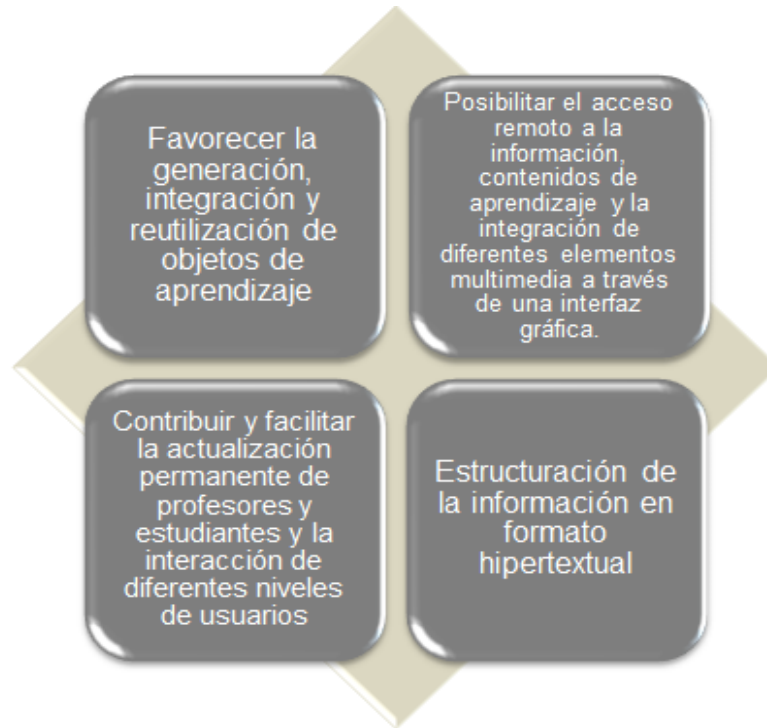 Favorecer la
generación,
integración y
reutilización de
objetos de
aprendizaje
Posibilitar el acceso
remoto a la
información,
contenidos de
aprendizaje y la
integración de
diferentes elementos
multimedia a través
de una interfaz
gráfica.
Contribuir y facilitar
la actualización
permanente de
profesores y
estudiantes y la
interacción de
diferentes niveles
de usuarios
Estructuración de
la información en
formato
hipertextual